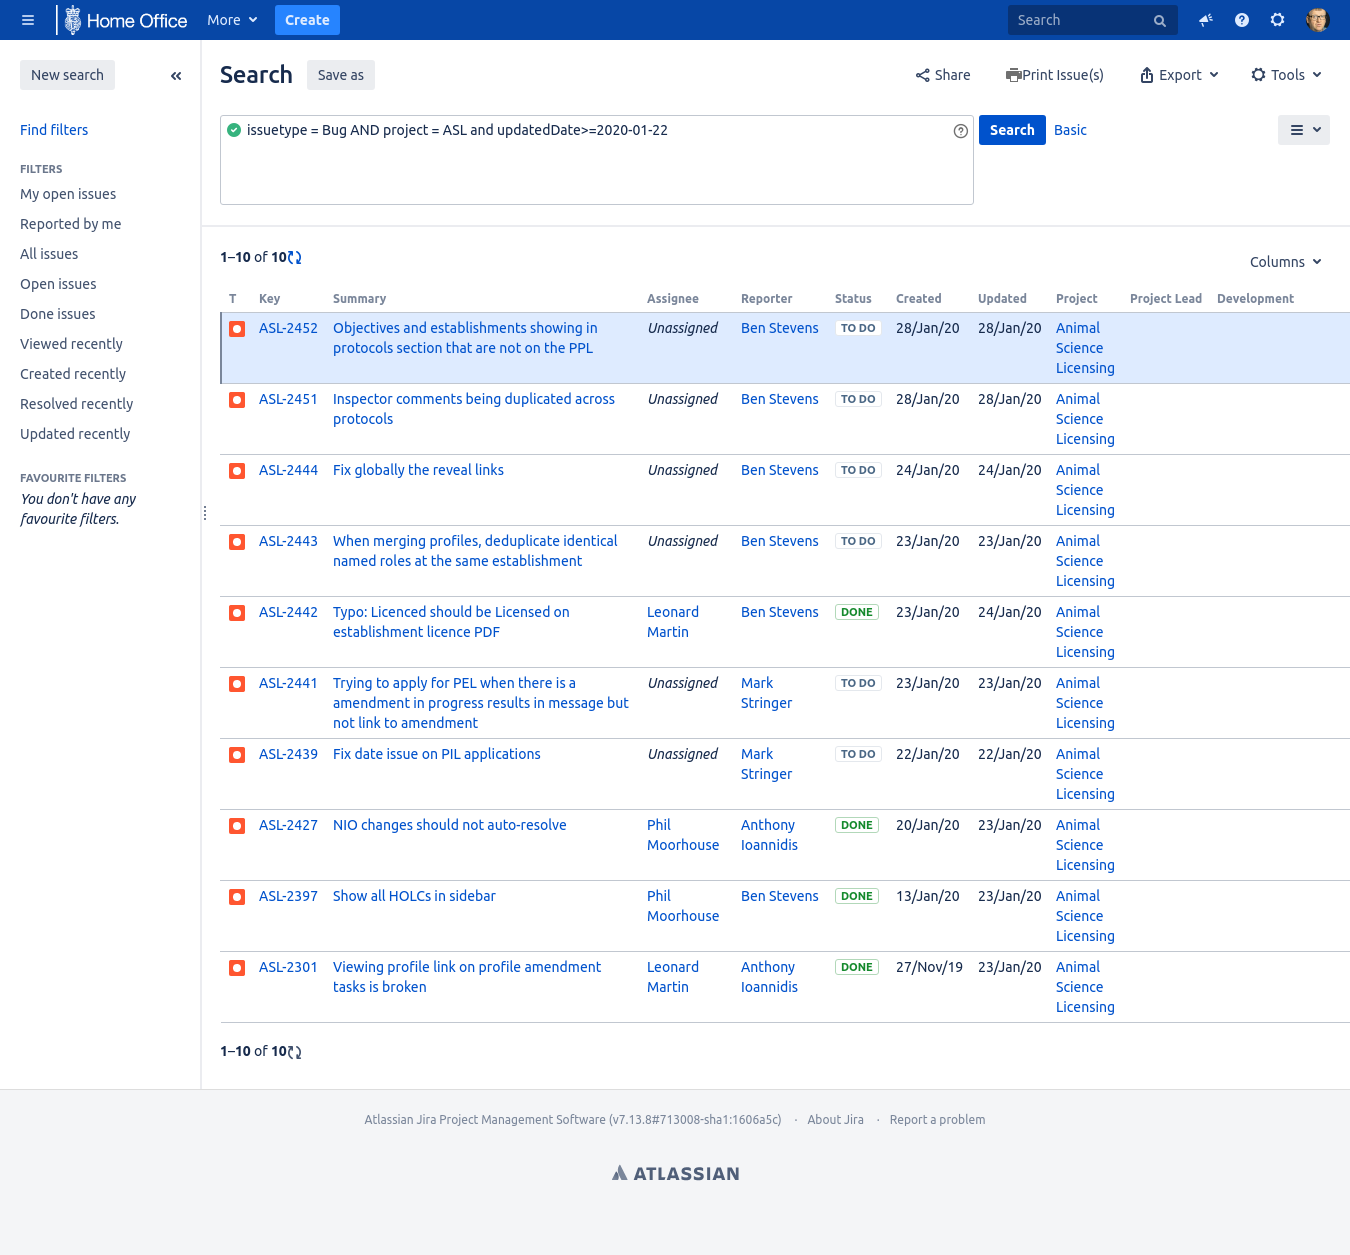 Home Office More Create Search
New search
Search Save as Share Print Issue(s) Export Tools
Find filters
issuetype = Bug AND project = ASL and updatedDate>=2020-01-22 Search Basic
FILTERS
My open issues
Reported by me
All issues
Open issues
Done issues
Viewed recently
Created recently
Resolved recently
Updated recently
FAVOURITE FILTERS
You don't have any
favourite filters.
1–10 of 10
Columns
T Key Summary Assignee Reporter Status Created Updated Project Project Lead Development
ASL-2452 Objectives and establishments showing in Unassigned Ben Stevens TO DO 28/Jan/20 28/Jan/20 Animal
protocols section that are not on the PPL Science
Licensing
ASL-2451 Inspector comments being duplicated across Unassigned Ben Stevens TO DO 28/Jan/20 28/Jan/20 Animal
protocols Science
Licensing
ASL-2444 Fix globally the reveal links Unassigned Ben Stevens TO DO 24/Jan/20 24/Jan/20 Animal
Science
Licensing
ASL-2443 When merging profiles, deduplicate identical Unassigned Ben Stevens TO DO 23/Jan/20 23/Jan/20 Animal
named roles at the same establishment Science
Licensing
ASL-2442 Typo: Licenced should be Licensed on Leonard Ben Stevens DONE 23/Jan/20 24/Jan/20 Animal
establishment licence PDF Martin Science
Licensing
ASL-2441 Trying to apply for PEL when there is a Unassigned Mark TO DO 23/Jan/20 23/Jan/20 Animal
amendment in progress results in message but Stringer Science
not link to amendment Licensing
ASL-2439 Fix date issue on PIL applications Unassigned Mark TO DO 22/Jan/20 22/Jan/20 Animal
Stringer Science
Licensing
ASL-2427 NIO changes should not auto-resolve Phil Anthony DONE 20/Jan/20 23/Jan/20 Animal
Moorhouse Ioannidis Science
Licensing
ASL-2397 Show all HOLCs in sidebar Phil Ben Stevens DONE 13/Jan/20 23/Jan/20 Animal
Moorhouse Science
Licensing
ASL-2301 Viewing profile link on profile amendment Leonard Anthony DONE 27/Nov/19 23/Jan/20 Animal
tasks is broken Martin Ioannidis Science
Licensing
1–10 of 10
Atlassian Jira Project Management Software (v7.13.8#713008-sha1:1606a5c) · About Jira · Report a problem
ATLASSIAN